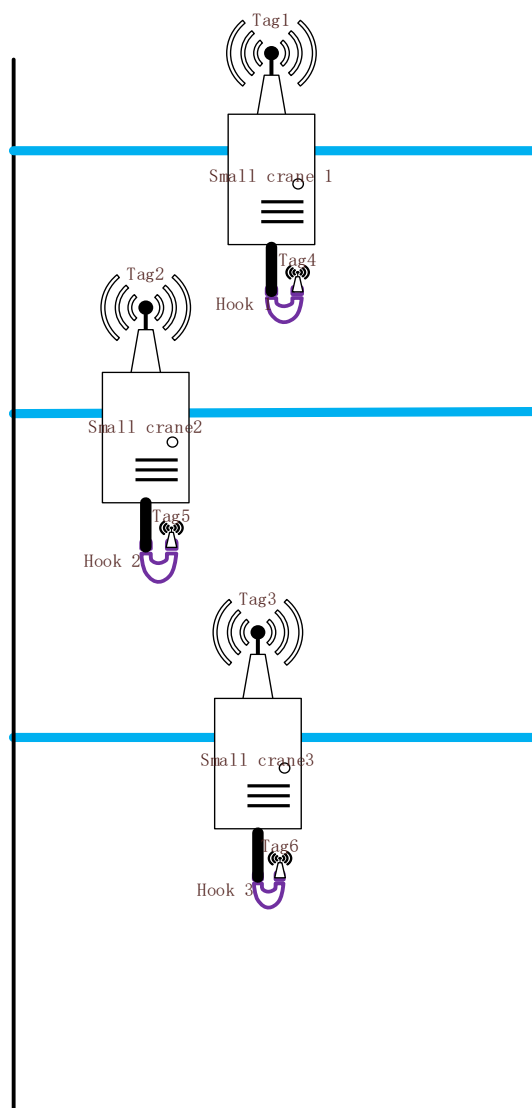 Tag1
Small crane 1
Tag4
Hook 1
Tag2
Small crane2
Tag5
Hook 2
Tag3
Small crane3
Tag6
Hook 3